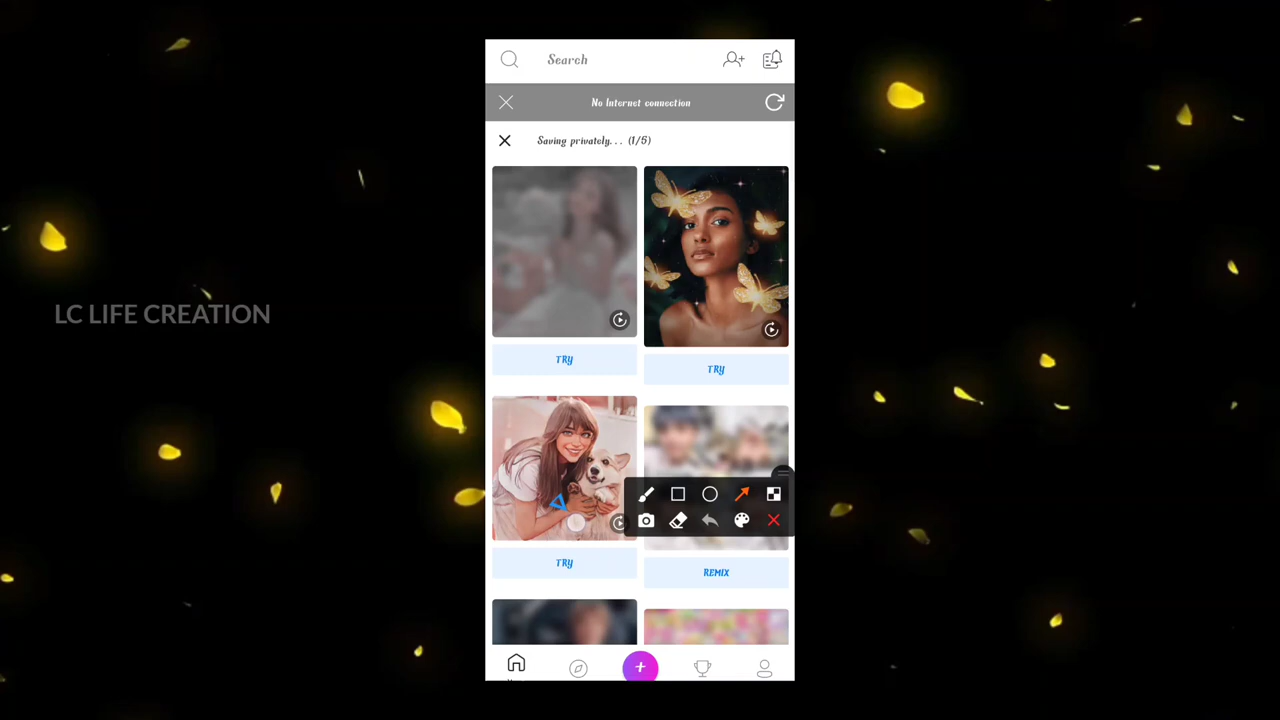 Search
No Internet connection
Saving privately... (1/5)
LC LIFE CREATION
TRY
TRY
TRY
REMIX